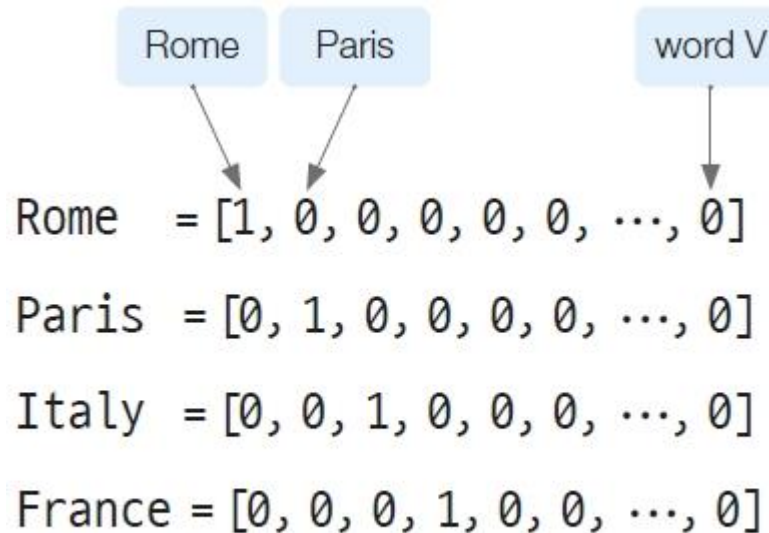 Rome Paris word V
Rome = [1, 0, 0, 0, 0, 0, ⋯, 0]
Paris = [0, 1, 0, 0, 0, 0, ⋯, 0]
Italy = [0, 0, 1, 0, 0, 0, ⋯, 0]
France = [0, 0, 0, 1, 0, 0, ⋯, 0]